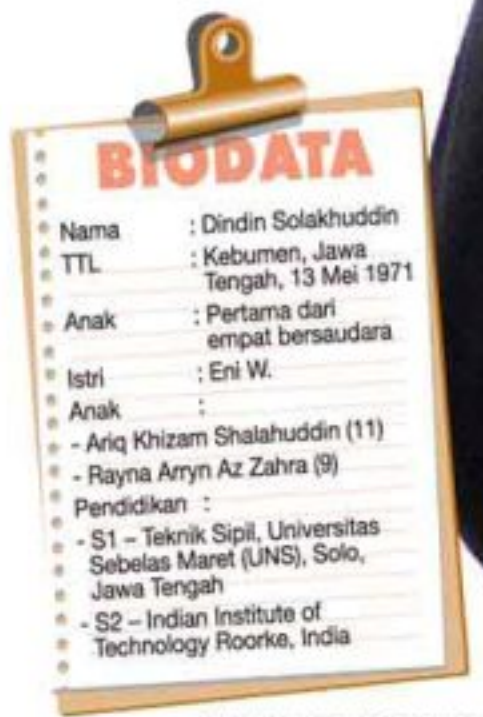 BIODATA
Nama : Dindin Solakhuddin
TTL : Kebumen, Jawa
Tengah, 13 Mei 1971
Anak : Pertama dari
empat bersaudara
Istri : Eni W.
Anak :
- Ariq Khizam Shalahuddin (11)
- Rayna Arryn Az Zahra (9)
Pendidikan :
- S1 – Teknik Sipil, Universitas
Sebelas Maret (UNS), Solo,
Jawa Tengah
- S2 – Indian Institute of
Technology Roorke, India